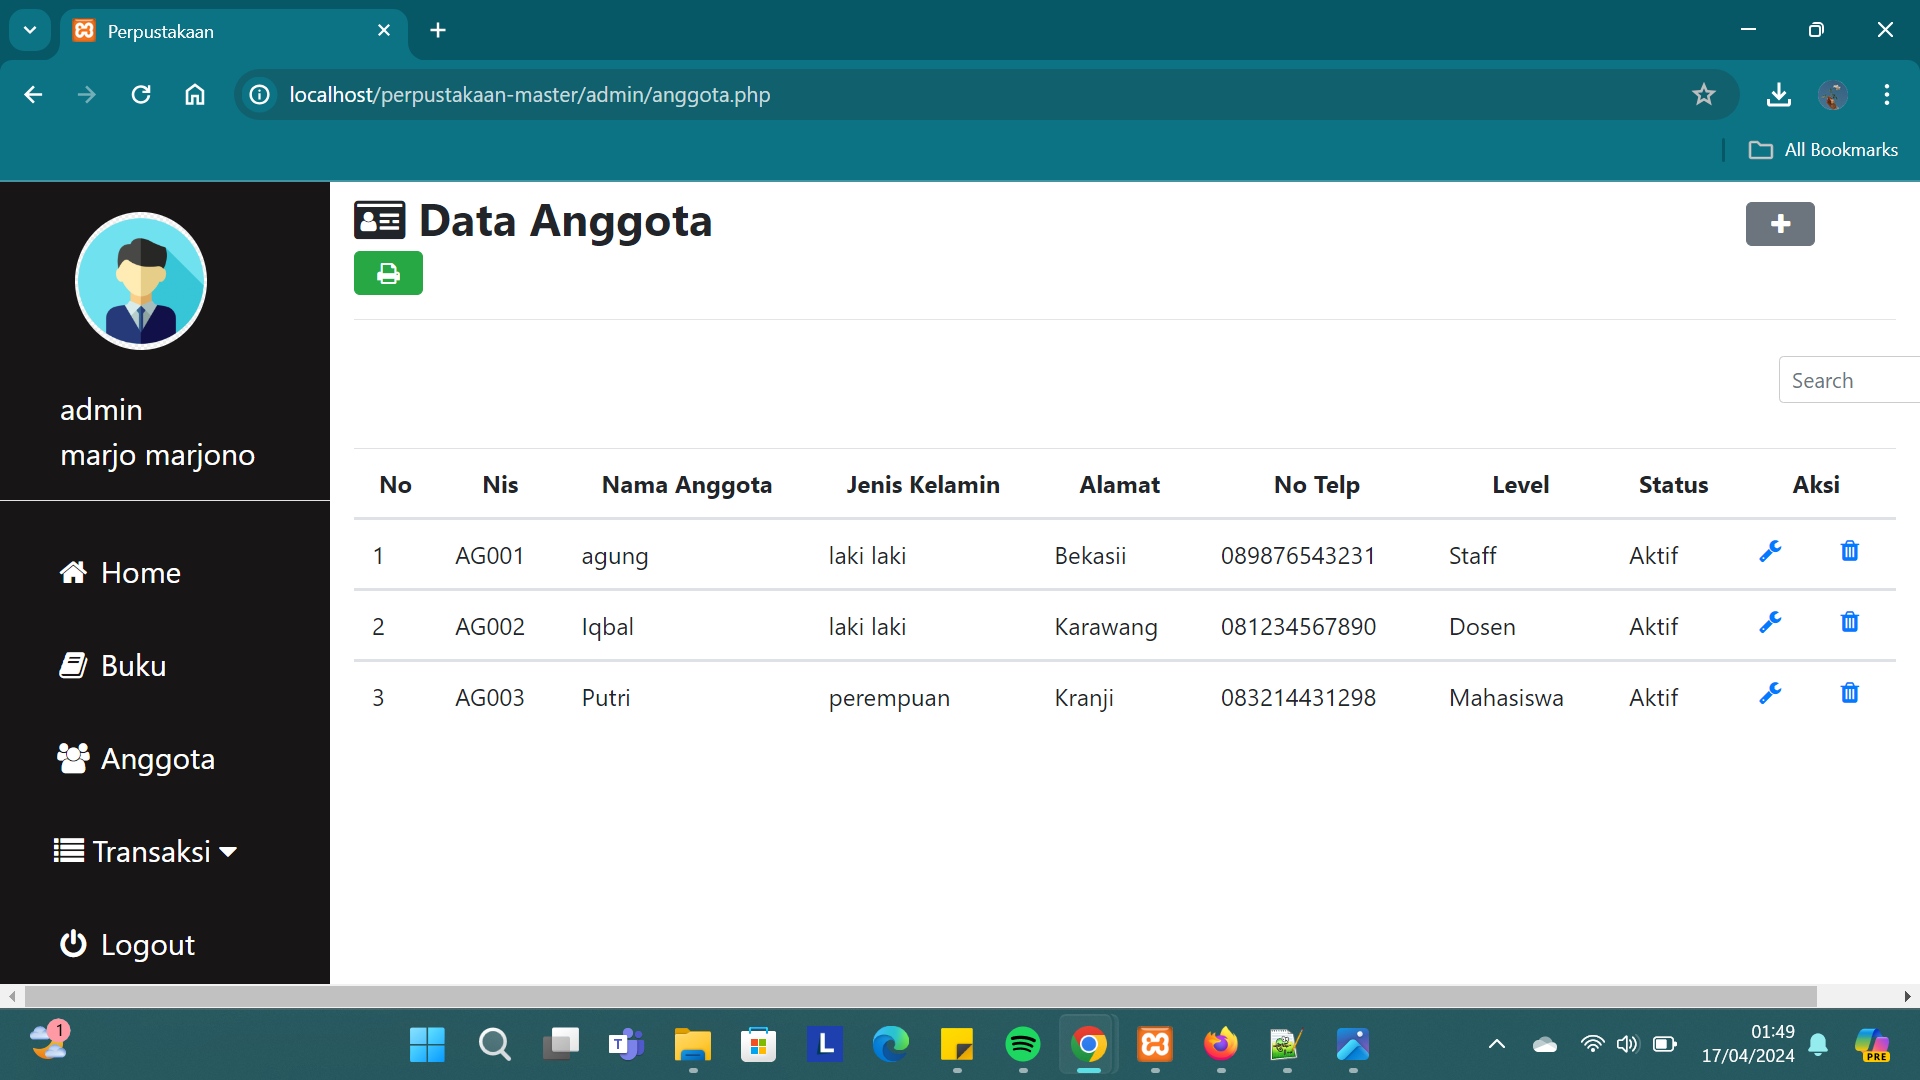 Perpustakaan
localhost/perpustakaan-master/admin/anggota.php
All Bookmarks
admin
marjo marjono
Home
Buku
Anggota
Transaksi
Logout
Data Anggota
Search
No Nis Nama Anggota Jenis Kelamin Alamat No Telp Level Status Aksi
1 AG001 agung laki laki Bekasii 089876543231 Staff Aktif
2 AG002 Iqbal laki laki Karawang 081234567890 Dosen Aktif
3 AG003 Putri perempuan Kranji 083214431298 Mahasiswa Aktif
1
T
L
01:49
17/04/2024
PRE